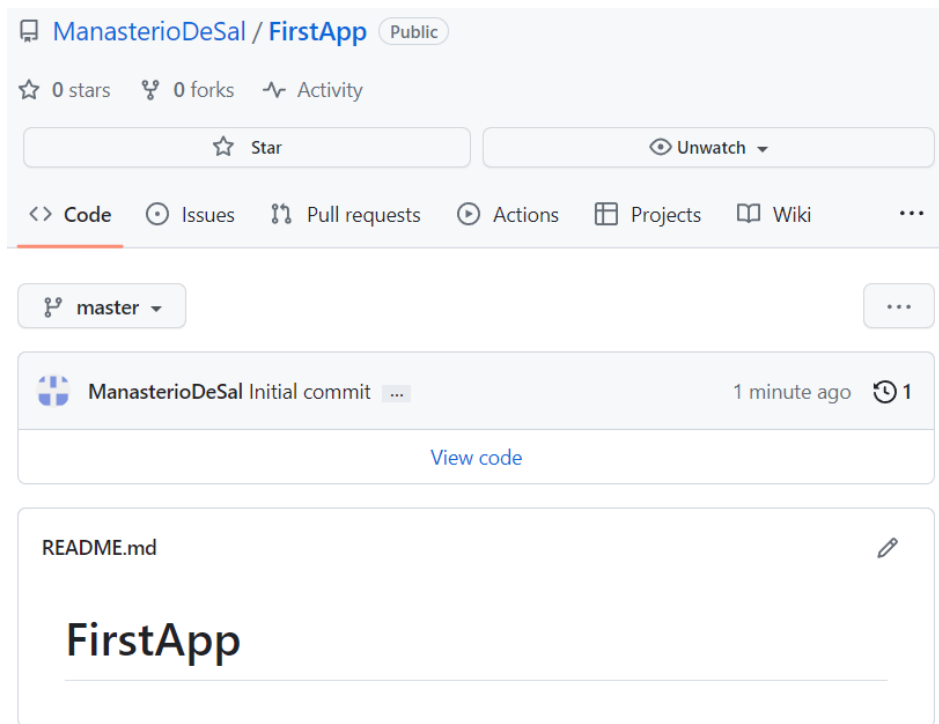 ManasterioDeSal / FirstApp Public
0 stars 0 forks Activity
Star Unwatch
<> Code Issues Pull requests Actions Projects Wiki ...
master ...
ManasterioDeSal Initial commit ... 1 minute ago 1
View code
README.md
FirstApp